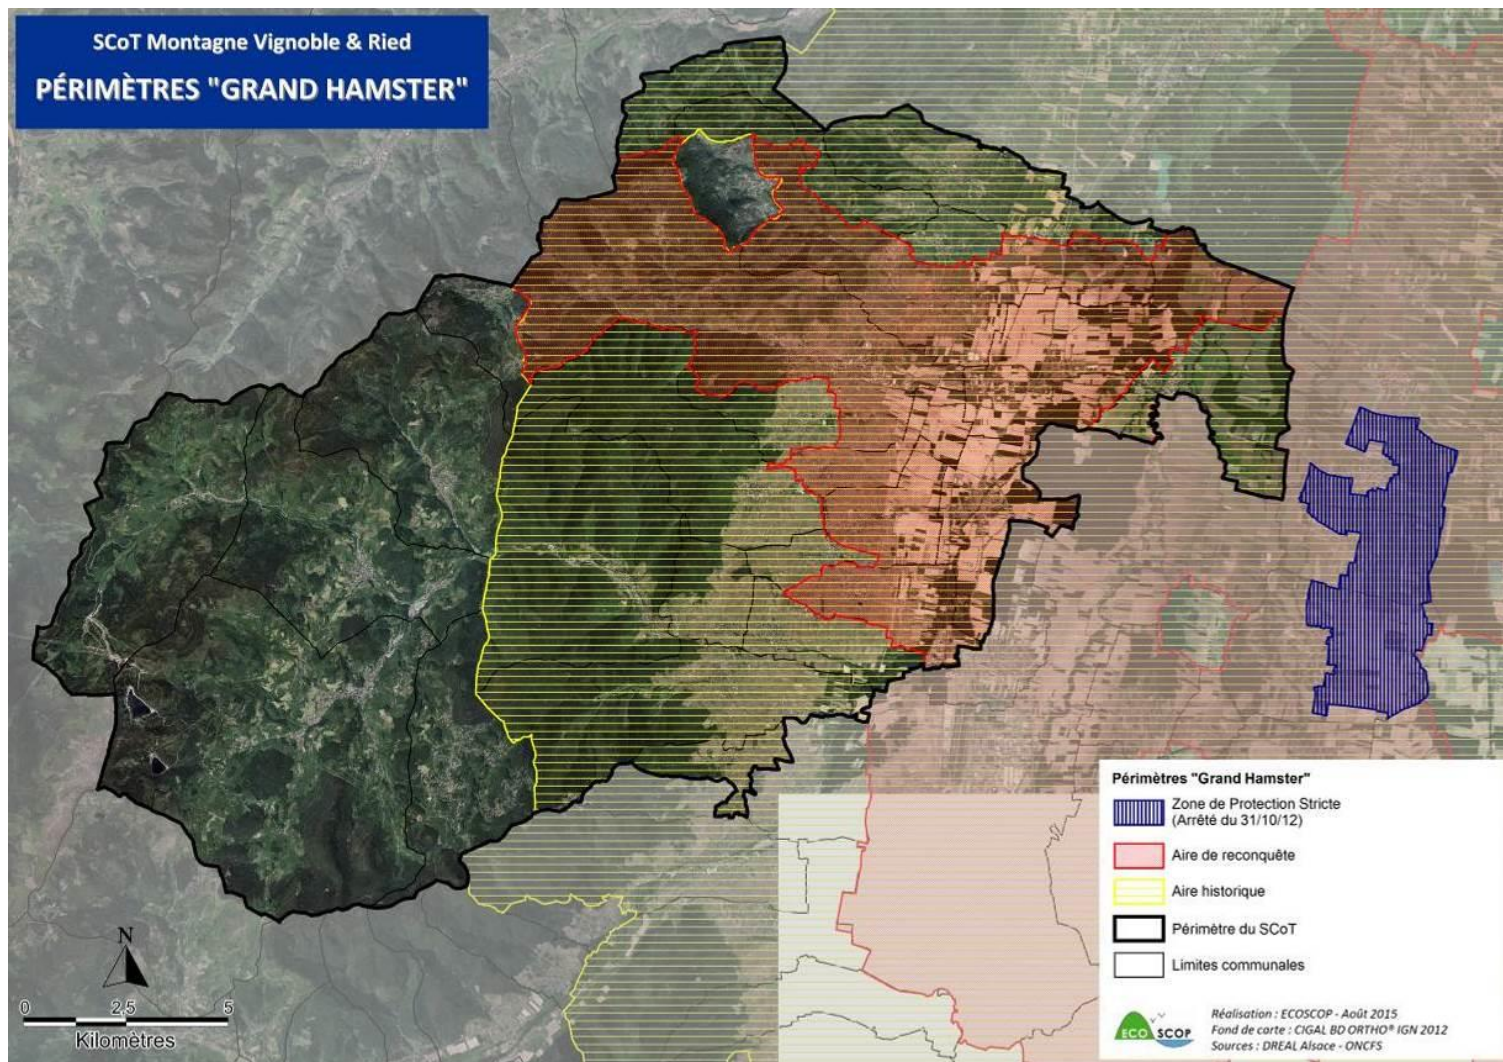 SCoT Montagne Vignoble & Ried
PÉRIMÈTRES "GRAND HAMSTER"
Périmètres "Grand Hamster"
Zone de Protection Stricte
(Arrêté du 31/10/12)
Aire de reconquête
Aire historique
Périmètre du SCoT
Limites communales
N
0 2,5 5
Kilomètres
ECO SCOP
Réalisation : ECOSCOP - Août 2015
Fond de carte : CIGAL BD ORTHO® IGN 2012
Sources : DREAL Alsace - ONCFS